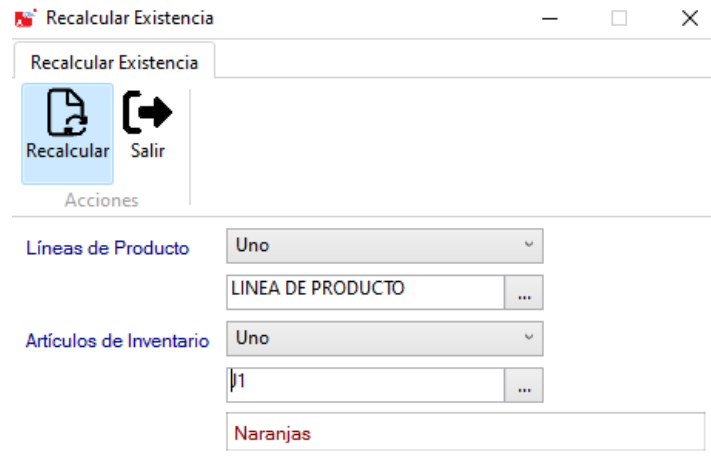 Recalcular Existencia
Recalcular Existencia
Recalcular Salir
Acciones
Líneas de Producto Uno
LINEA DE PRODUCTO ...
Artículos de Inventario Uno
J1 ...
Naranjas